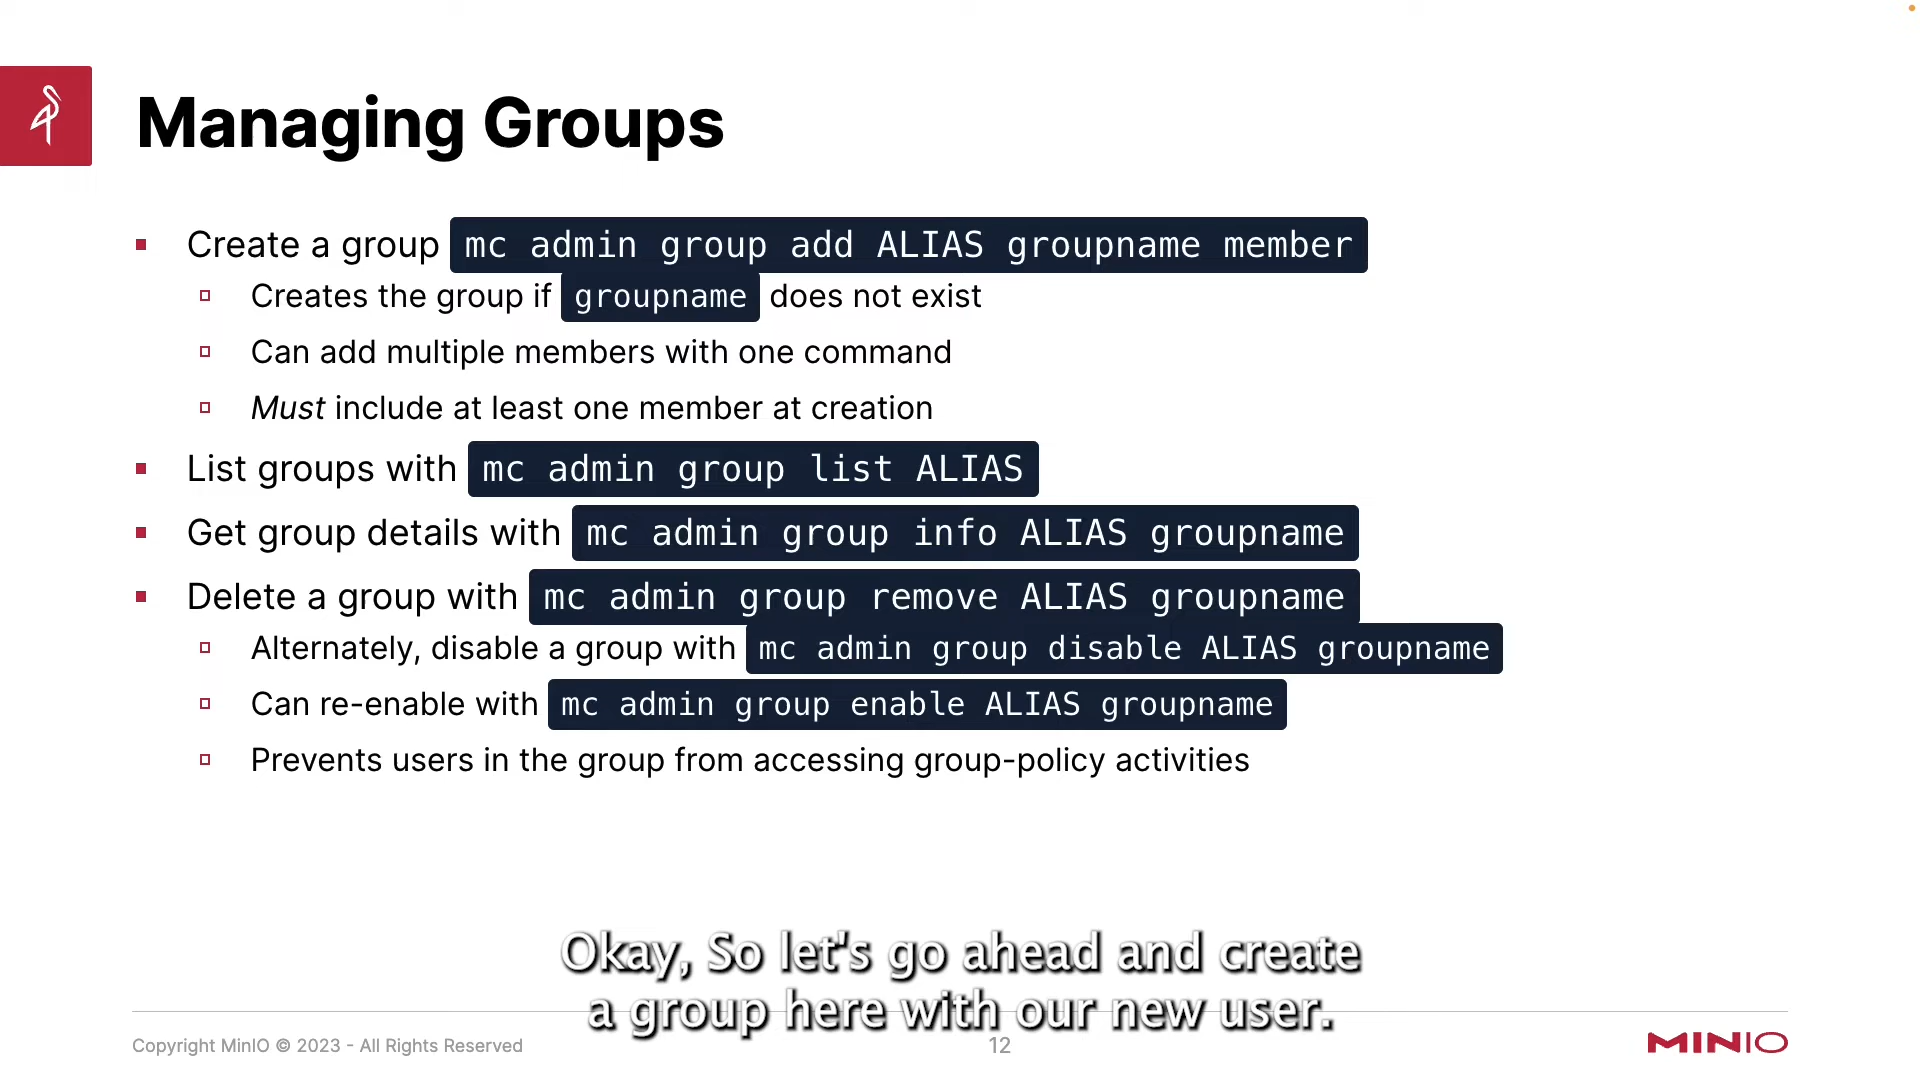 Managing Groups
Create a group mc admin group add ALIAS groupname member
Creates the group if groupname does not exist
Can add multiple members with one command
Must include at least one member at creation
List groups with mc admin group list ALIAS
Get group details with mc admin group info ALIAS groupname
Delete a group with mc admin group remove ALIAS groupname
Alternately, disable a group with mc admin group disable ALIAS groupname
Can re-enable with mc admin group enable ALIAS groupname
Prevents users in the group from accessing group-policy activities
Okay, So let's go ahead and create
a group here with our new user.
Copyright MinIO © 2023 - All Rights Reserved
12
MINIO